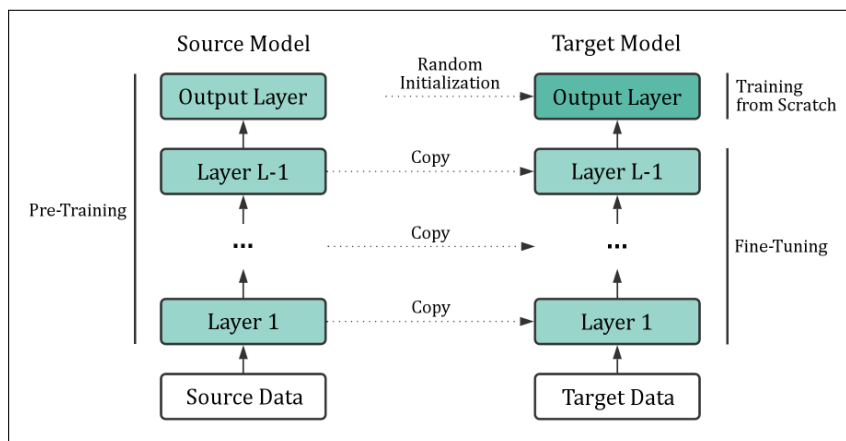 Source Model
Target Model
Random
Initialization
Output Layer
Output Layer
Training
from Scratch
Layer L-1
Copy
Layer L-1
Pre-Training
...
Copy
...
Fine-Tuning
Layer 1
Copy
Layer 1
Source Data
Target Data